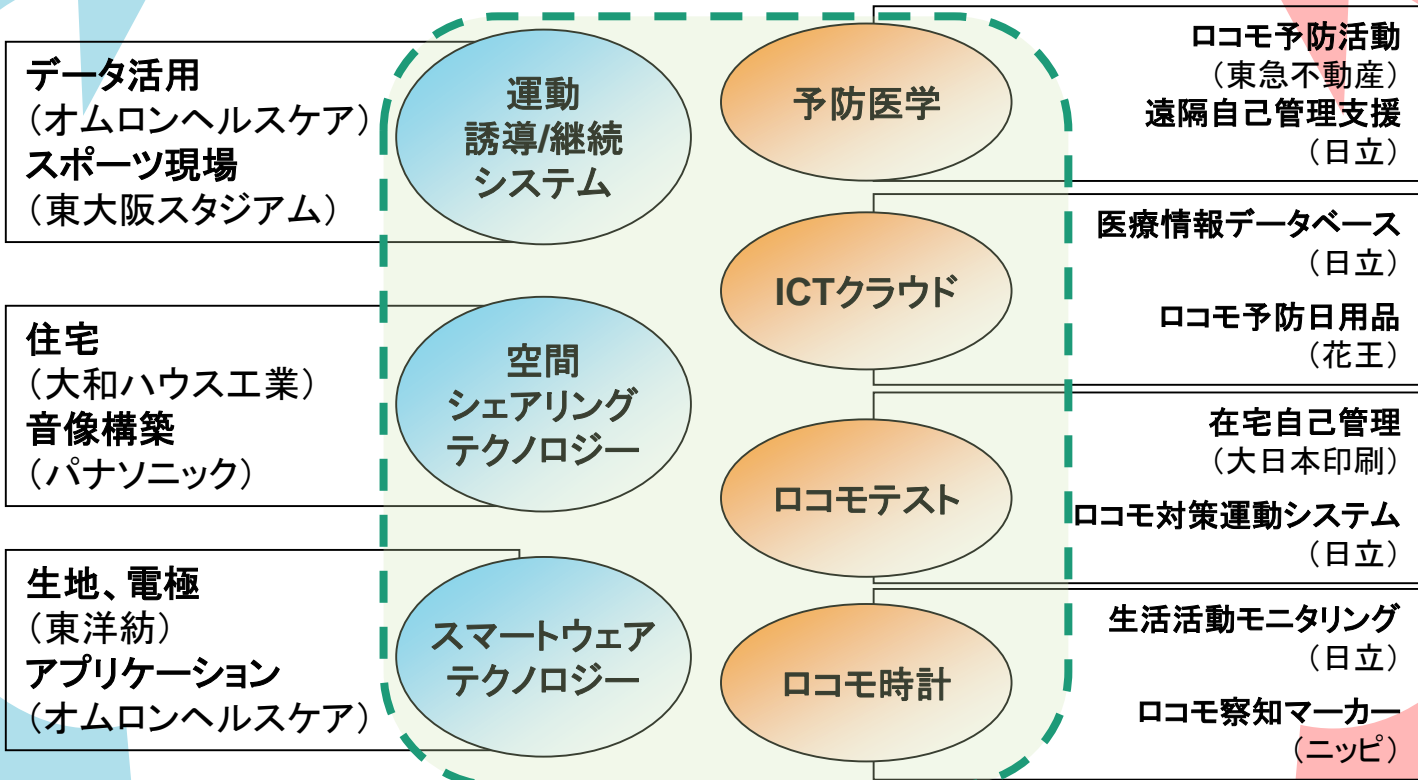 データ活用
（オムロンヘルスケア）
スポーツ現場
（東大阪スタジアム）
運動
誘導/継続
システム
予防医学
ロコモ予防活動
（東急不動産）
遠隔自己管理支援
（日立）
住宅
（大和ハウス工業）
音像構築
（パナソニック）
空間
シェアリング
テクノロジー
ICTクラウド
医療情報データベース
（日立）
ロコモ予防日用品
（花王）
ロコモテスト
在宅自己管理
（大日本印刷）
ロコモ対策運動システム
（日立）
生地、電極
（東洋紡）
アプリケーション
（オムロンヘルスケア）
スマートウェア
テクノロジー
ロコモ時計
生活活動モニタリング
（日立）
ロコモ察知マーカー
（ニッピ）